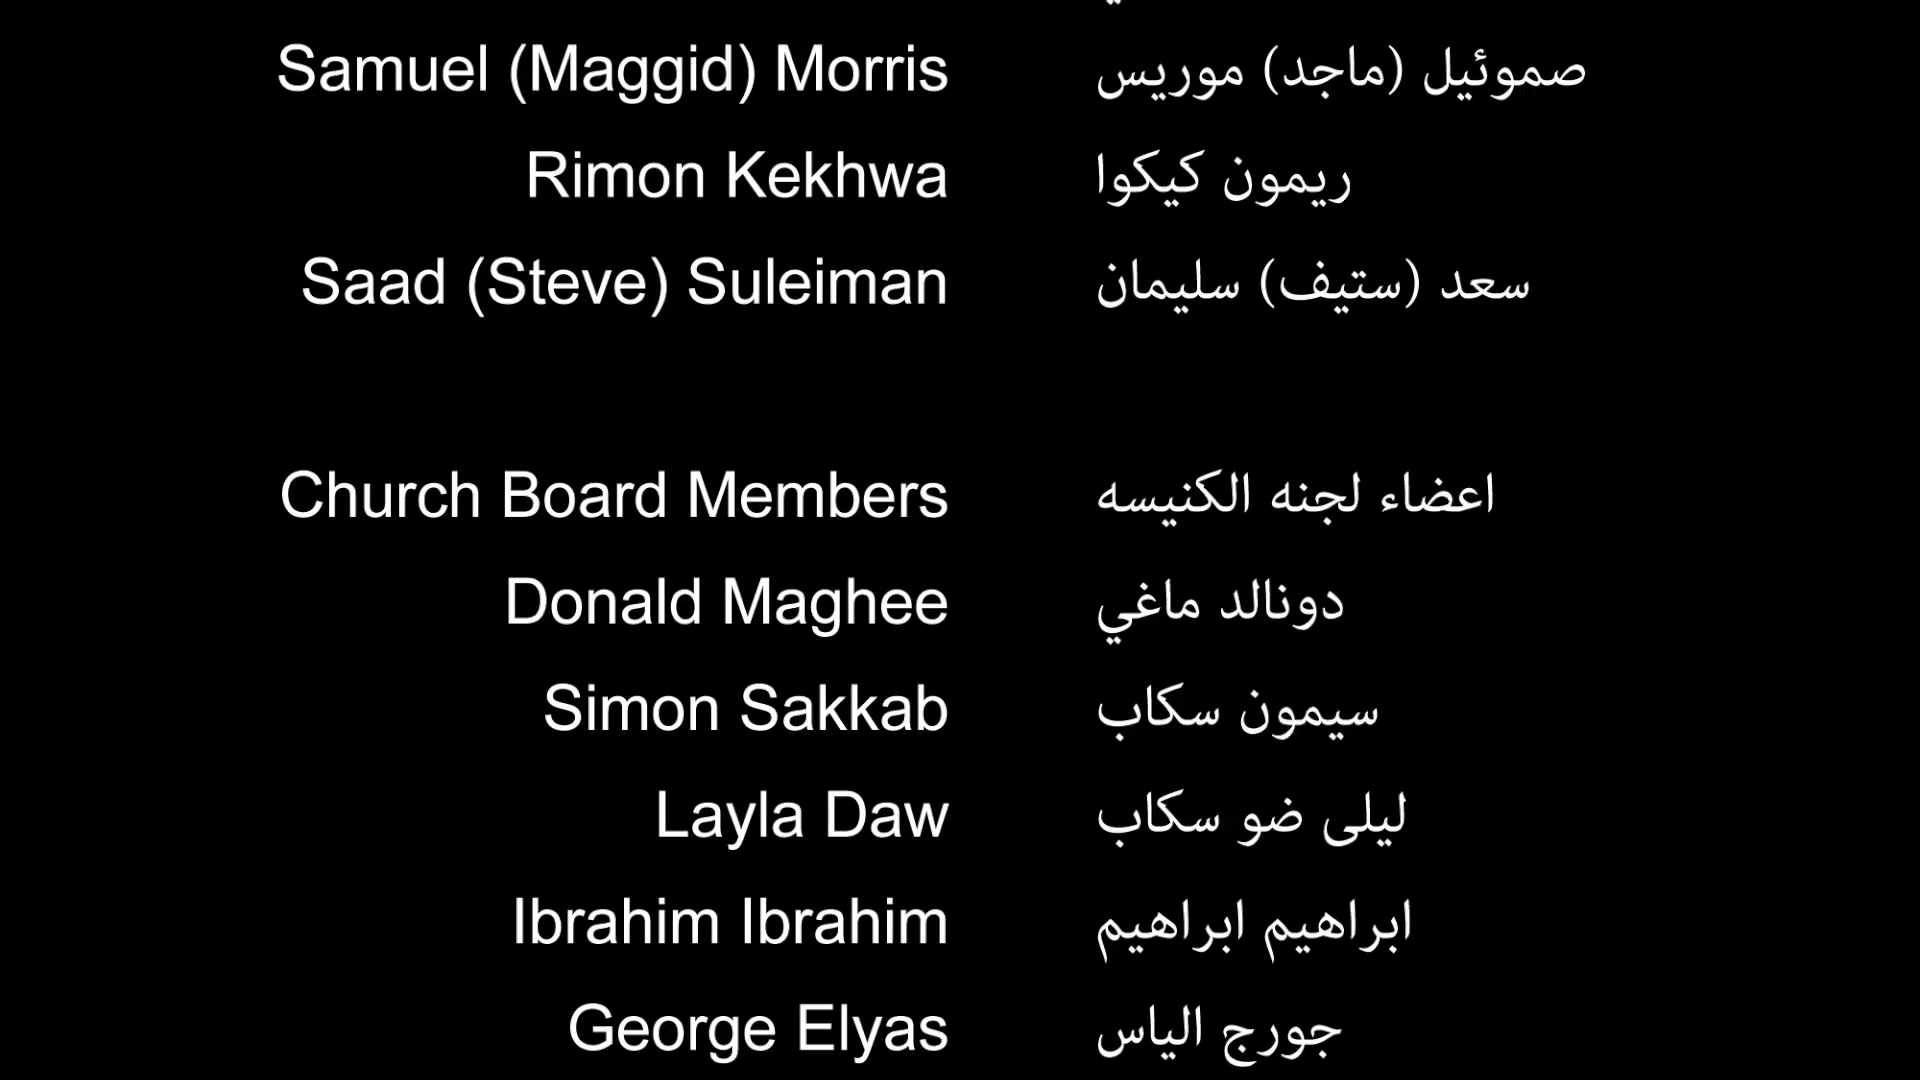 Samuel (Maggid) Morris صموئيل (ماجد) موريس
Rimon Kekhwa ريمون كيكوا
Saad (Steve) Suleiman سعد (ستيف) سليمان
Church Board Members اعضاء لجنه الكنيسه
Donald Maghee دونالد ماغي
Simon Sakkab سيمون سكاب
Layla Daw ليلى ضو سكاب
Ibrahim Ibrahim ابراهيم ابراهيم
George Elyas جورج الياس